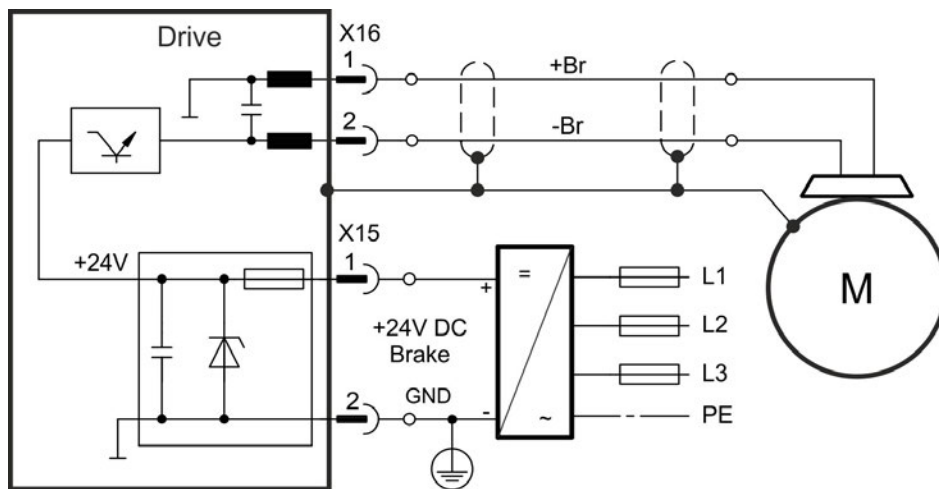 Drive
X16
1
+Br
2
-Br
+24V
X15
1
+
=
L1
+24V DC
Brake
L2
L3
M
2
GND
-
~
PE